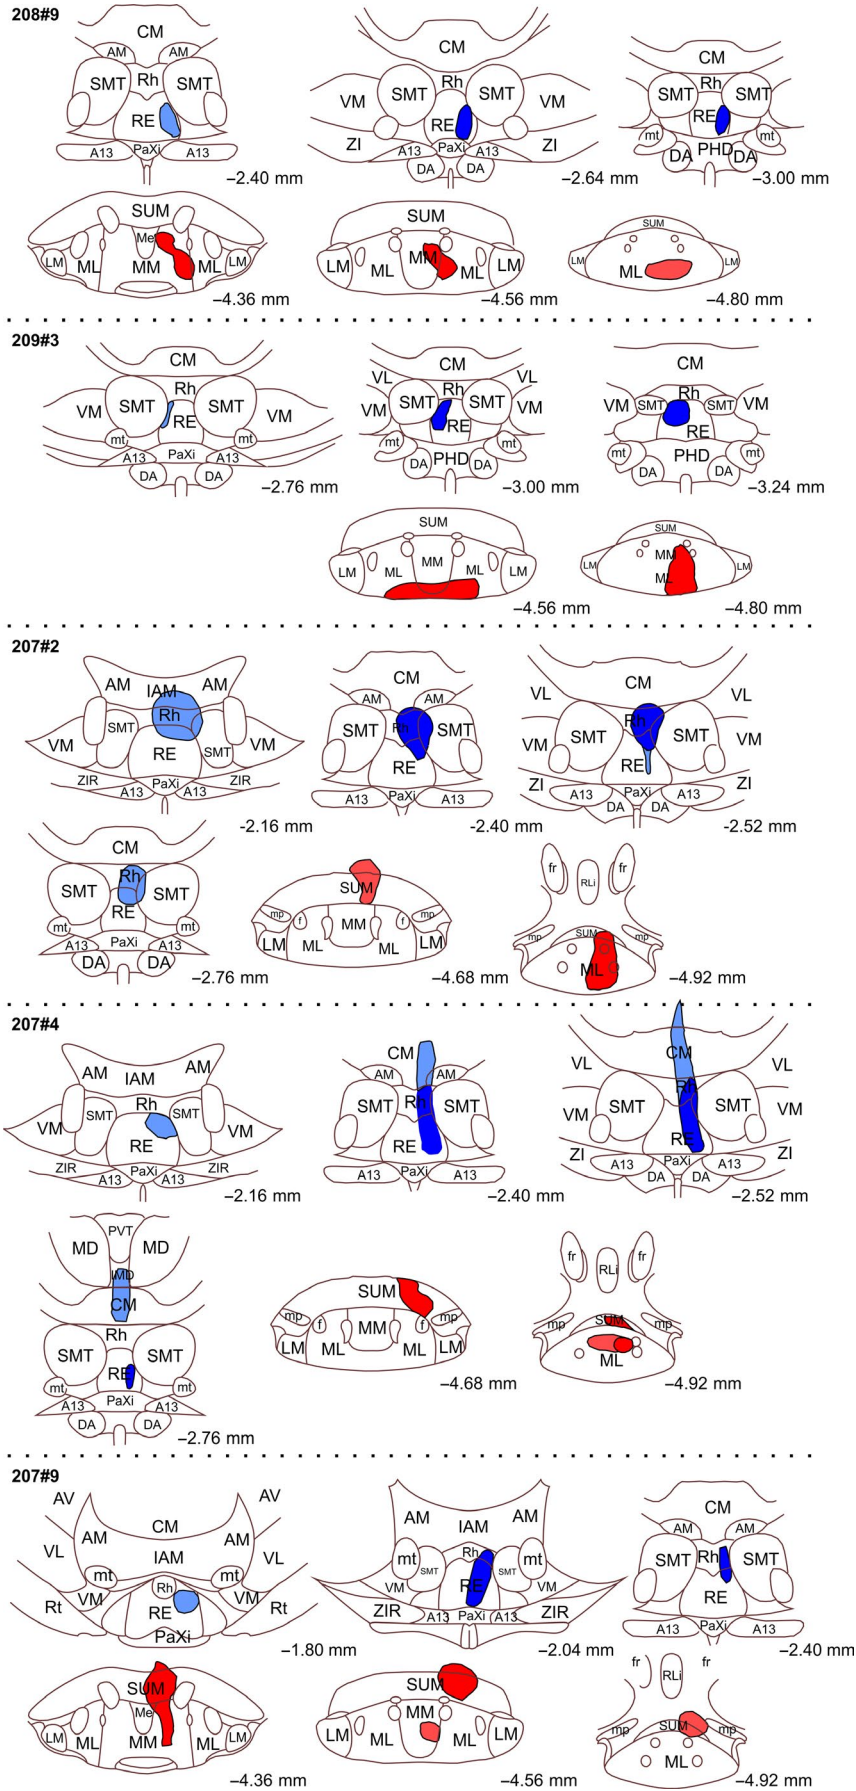 208#9
CM CM CM
AM AM
SMT Rh SMT VM SMT Rh SMT VM SMT Rh SMT
RE RE RE
A13 PaXi A13 ZI A13 PaXi A13 ZI mt PHD mt
DA DA DA DA
−2.40 mm −2.64 mm −3.00 mm
SUM SUM SUM
Me
LM ML MM ML LM LM ML MM ML LM LM ML LM
−4.36 mm −4.56 mm −4.80 mm
209#3
CM CM CM
VL VL
VM SMT Rh SMT VM VM SMT Rh SMT VM VM SMT Rh SMT VM
RE RE RE
mt mt mt mt mt mt
A13 PaXi A13 PHD PHD
DA DA DA DA DA DA
−2.76 mm −3.00 mm −3.24 mm
SUM SUM
LM ML MM ML LM LM MM LM
ML
−4.56 mm −4.80 mm
207#2
AM IAM AM CM CM
AM AM VL VL
VM SMT Rh SMT VM SMT Rh SMT VM SMT Rh SMT VM
RE RE RE
ZIR PaXi ZIR ZI ZI
A13 A13 A13 PaXi A13 A13 PaXi A13
DA DA
−2.16 mm −2.40 mm −2.52 mm
CM fr fr
RLi
SMT Rh SMT SUM
RE mp mp SUM
mt mt f MM f mp mp
A13 PaXi A13 LM ML ML LM
DA DA ML
−2.76 mm −4.68 mm −4.92 mm
207#4
AM IAM AM CM CM
AM AM VL VL
VM SMT Rh SMT VM SMT Rh SMT VM SMT Rh SMT VM
RE RE RE
ZIR PaXi ZIR ZI PaXi ZI
A13 A13 A13 PaXi A13 A13 A13
DA DA
−2.16 mm −2.40 mm −2.52 mm
PVT
MD MD fr fr
RLi
IMD SUM
CM mp mp SUM
Rh f MM f mp mp
SMT SMT LM ML ML LM ML
RE
mt mt −4.68 mm −4.92 mm
A13 PaXi A13
DA DA
−2.76 mm
207#9
AV AV
AM CM AM AM IAM AM CM
VL IAM VL AM AM
mt mt mt Rh mt SMT Rh SMT
Rh SMT SMT
Rt VM RE VM Rt VM RE VM RE
PaXi ZIR A13 PaXi A13 ZIR A13 PaXi A13
−1.80 mm −2.04 mm −2.40 mm
fr fr
RLi
SUM SUM
Me MM mp SUM mp
LM ML MM ML LM LM ML ML LM ML
−4.36 mm −4.56 mm −4.92 mm